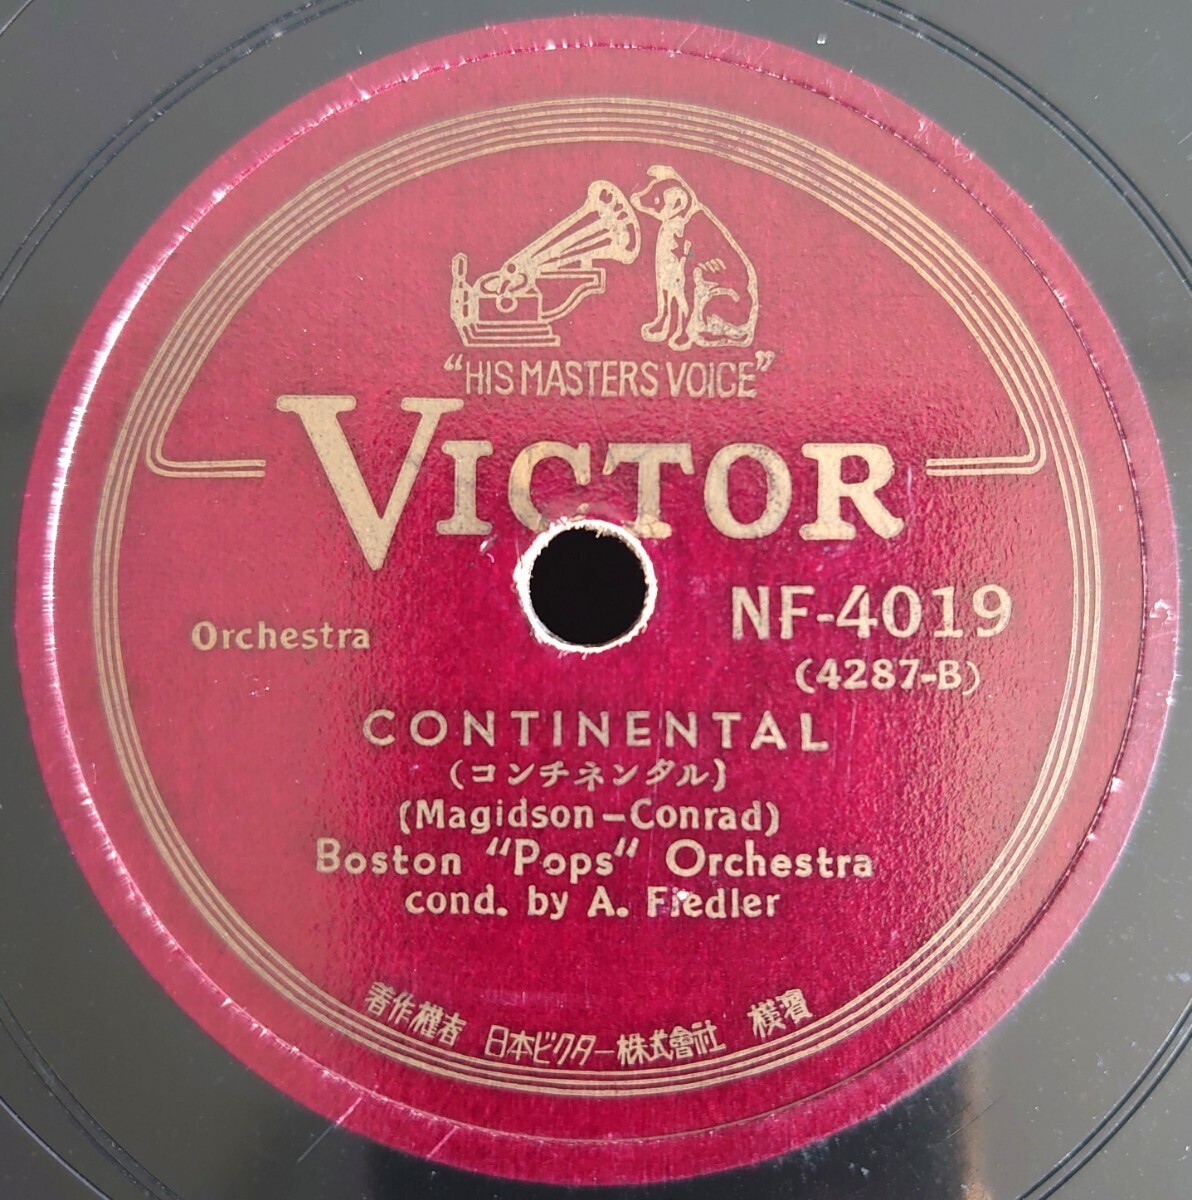 “HIS MASTERS VOICE”
VICTOR
Orchestra
NF-4019
(4287-B)
CONTINENTAL
(コンチネンタル)
(Magidson-Conrad)
Boston “Pops“ Orchestra
cond. by A. Fiedler
著作權者 日本ビクター株式會社 横濱